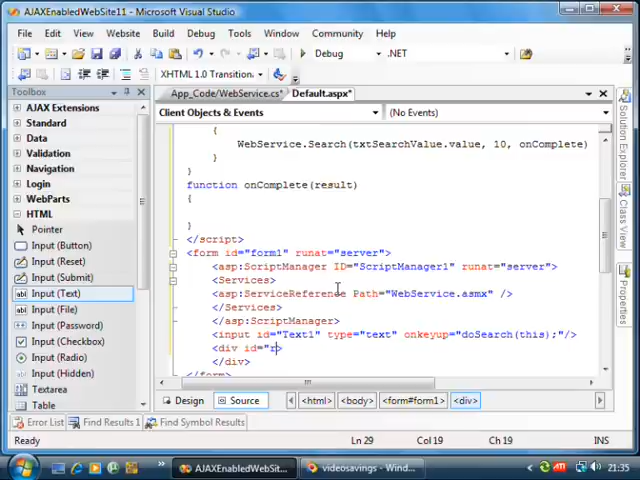 AJAXEnabledWebSite11 - Microsoft Visual Studio
File Edit View Website Build Debug Tools Window Community Help
Debug .NET
XHTML 1.0 Transition.
Toolbox
App_Code/WebService.cs* Default.aspx*
Client Objects & Events (No Events)
AJAX Extensions
Standard
Data
Validation
Navigation
Login
WebParts
HTML
Pointer
Input (Button)
Input (Reset)
Input (Submit)
Input (Text)
Input (File)
Input (Password)
Input (Checkbox)
Input (Radio)
Input (Hidden)
Textarea
Table
{
WebService.Search(txtSearchValue.value, 10, onComplete)
}
}
function onComplete(result)
{
}
</script>
<form id="form1" runat="server">
<asp:ScriptManager ID="ScriptManager1" runat="server">
<Services>
<asp:ServiceReference Path="WebService.asmx" />
</Services>
</asp:ScriptManager>
<input id="Text1" type="text" onkeyup="doSearch(this);"/>
<div id="r>
</div>
</form>
Solution Explorer
Class View
Properties
Design Source <html> <body> <form#form1> <div>
Error List Find Results 1 Find Symbol Results
Ready Ln 29 Col 19 Ch 19 INS
AJAXEnabledWebSit... videosavings - Wind... 21:35